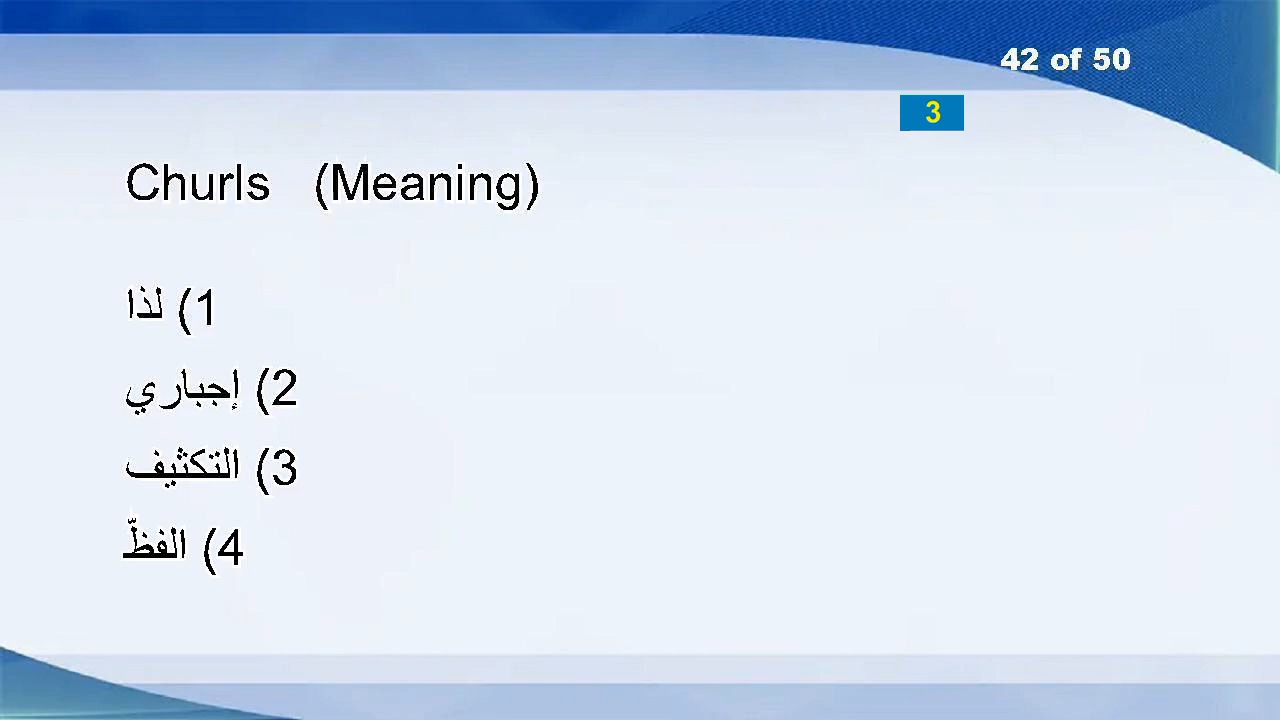 42 of 50
3
Churls (Meaning)
1) لذا
2) إجباري
3) التكثيف
4) الفظّ